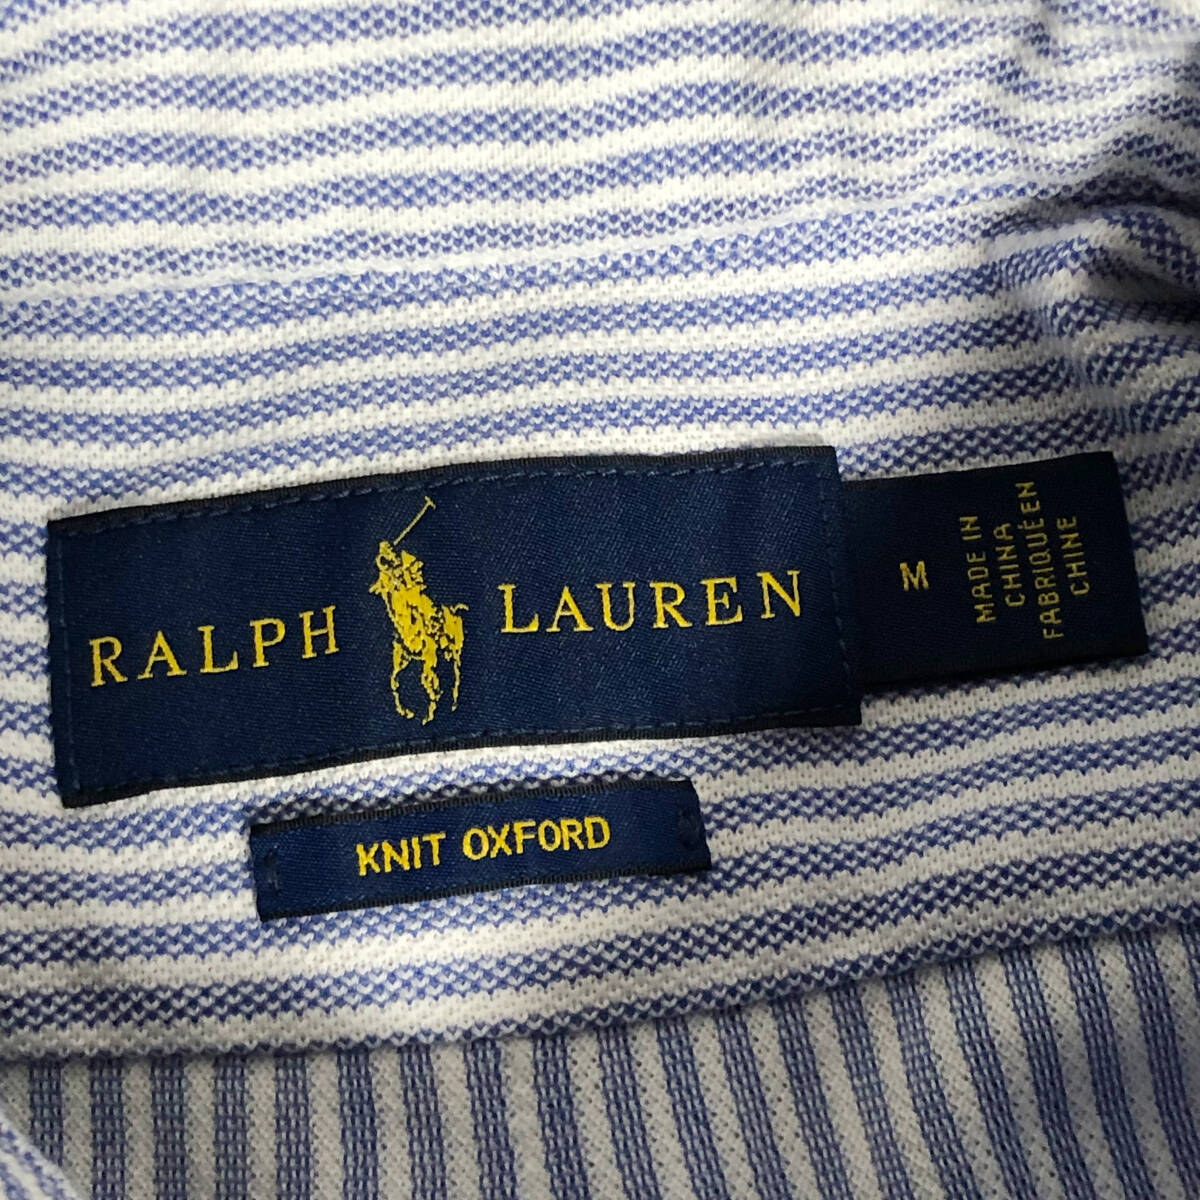 RALPH LAUREN
M
MADE IN
CHINA
FABRIQUÉ EN
CHINE
KNIT OXFORD